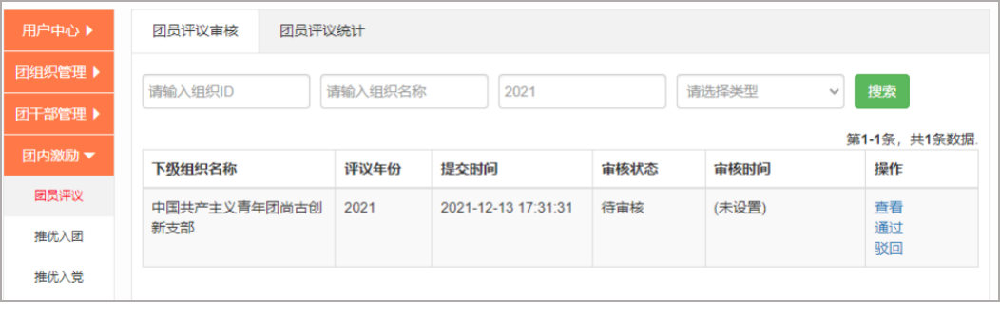 用户中心
团组织管理
团干部管理
团内激励
团员评议
推优入团
推优入党
团员评议审核 团员评议统计
请输入组织ID 请输入组织名称 2021 请选择类型 搜索
第1-1条，共1条数据.
下级组织名称 评议年份 提交时间 审核状态 审核时间 操作
中国共产主义青年团尚古创 2021 2021-12-13 17:31:31 待审核 (未设置) 查看
新支部 通过
驳回